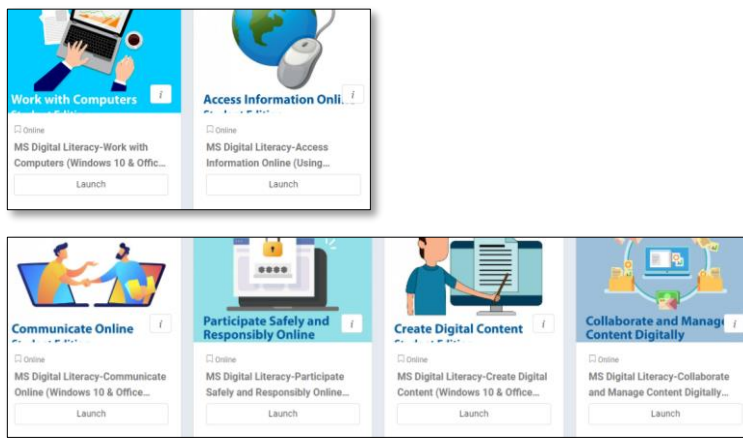 Work with Computers
i
Online
MS Digital Literacy-Work with
Computers (Windows 10 & Offic...
Launch
Access Information Onli...
i
Online
MS Digital Literacy-Access
Information Online (Using...
Launch
Communicate Online
i
Online
MS Digital Literacy-Communicate
Online (Windows 10 & Office...
Launch
Participate Safely and
Responsibly Online
i
Online
MS Digital Literacy-Participate
Safely and Responsibly Online...
Launch
Create Digital Content
i
Online
MS Digital Literacy-Create Digital
Content (Windows 10 & Office...
Launch
Collaborate and Manage
Content Digitally
i
Online
MS Digital Literacy-Collaborate
and Manage Content Digitally...
Launch